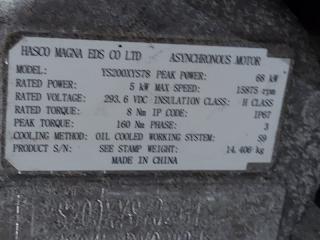 HASCO MAGNA EDS CO LTD ASYNCHRONOUS MOTOR
MODEL: YS200XYS78 PEAK POWER: 68 kW
RATED POWER: 5 kW MAX SPEED: 15875 rpm
RATED VOLTAGE: 293.6 VDC INSULATION CLASS: H CLASS
RATED TORQUE: 8 Nm IP CODE: IP67
PEAK TORQUE: 160 Nm PHASE: 3
COOLING METHOD: OIL COOLED WORKING SYSTEM: S9
PRODUCT S/N: SEE STAMP WEIGHT: 14.406 kg
MADE IN CHINA